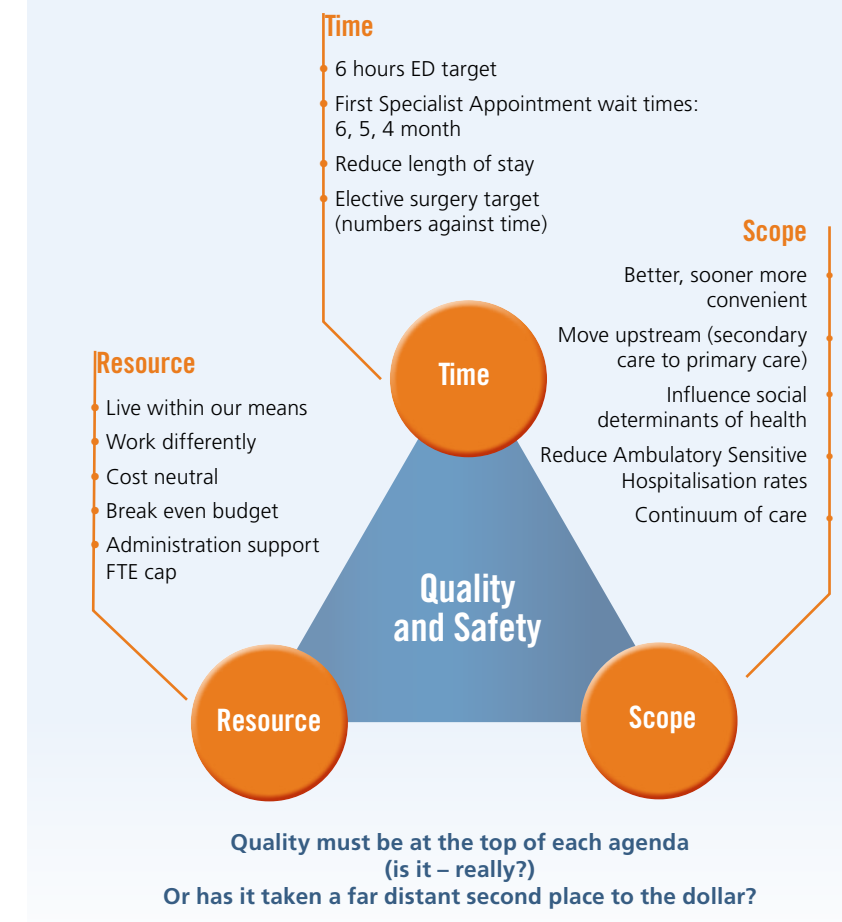 Time
6 hours ED target
First Specialist Appointment wait times:
6, 5, 4 month
Reduce length of stay
Elective surgery target
(numbers against time)
Scope
Better, sooner more
convenient
Move upstream (secondary
care to primary care)
Influence social
determinants of health
Reduce Ambulatory Sensitive
Hospitalisation rates
Continuum of care
Resource
Live within our means
Work differently
Cost neutral
Break even budget
Administration support
FTE cap
Time
Quality
and Safety
Resource
Scope
Quality must be at the top of each agenda
(is it – really?)
Or has it taken a far distant second place to the dollar?